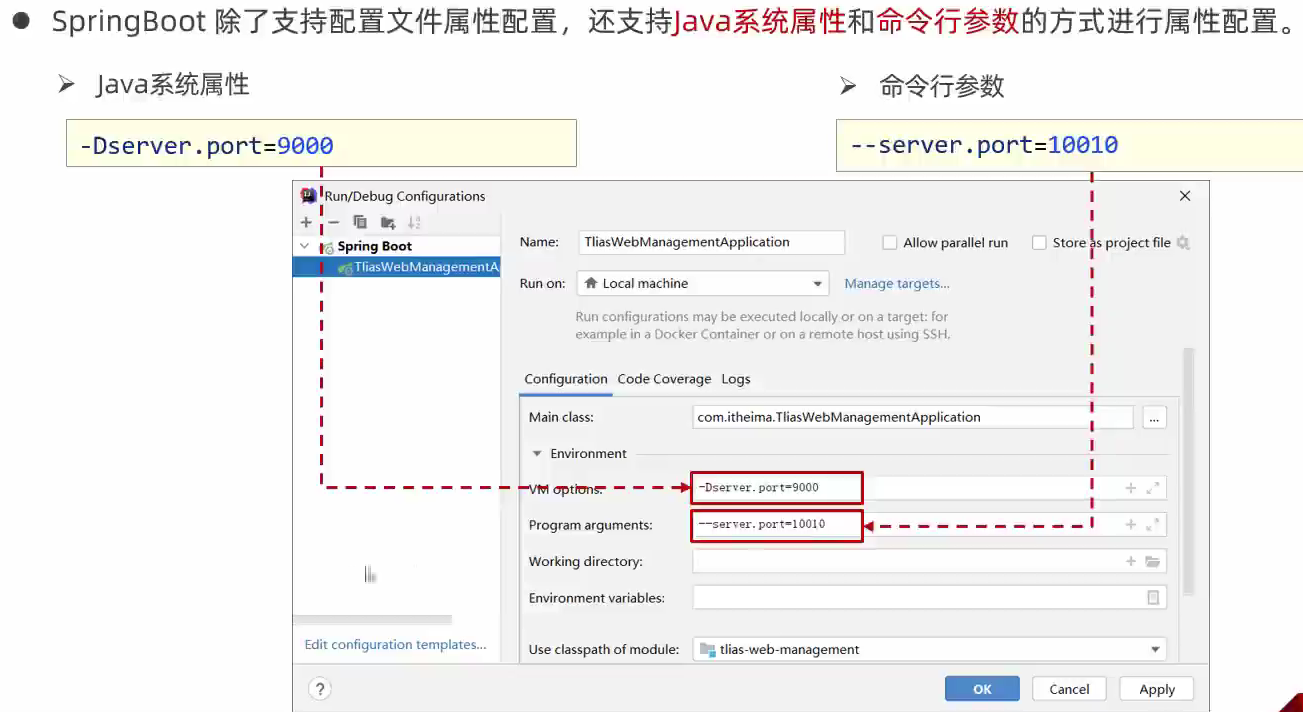 SpringBoot 除了支持配置文件属性配置，还支持Java系统属性和命令行参数的方式进行属性配置。
Java系统属性
命令行参数
-Dserver.port=9000
--server.port=10010
Run/Debug Configurations
Spring Boot
TliasWebManagementA
Name: TliasWebManagementApplication
Allow parallel run
Store as project file
Run on: Local machine
Manage targets...
Run configurations may be executed locally or on a target: for
example in a Docker Container or on a remote host using SSH.
Configuration Code Coverage Logs
Main class: com.itheima.TliasWebManagementApplication
...
Environment
VM options: -Dserver.port=9000
Program arguments: --server.port=10010
Working directory:
Environment variables:
Use classpath of module: tlias-web-management
Edit configuration templates...
?
OK Cancel Apply